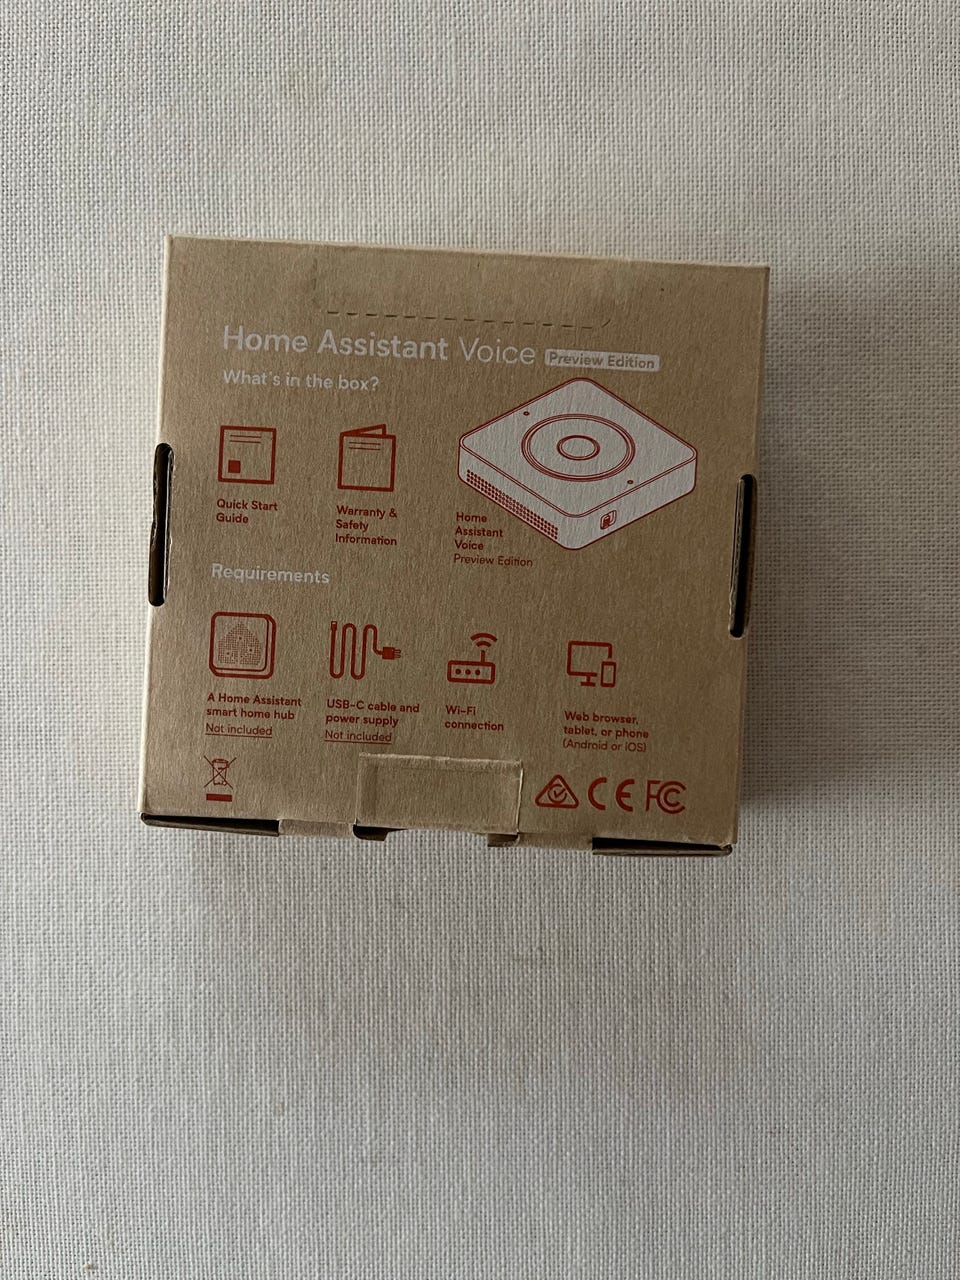 Home Assistant Voice Preview Edition
What's in the box?
Quick Start
Guide
Warranty &
Safety
Information
Home
Assistant
Voice
Preview Edition
Requirements
A Home Assistant
smart home hub
Not included
USB-C cable and
power supply
Not included
Wi-Fi
connection
Web browser,
tablet, or phone
(Android or iOS)
CE FC